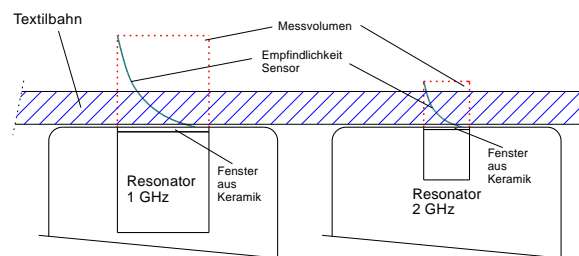 Textilbahn
Messvolumen
Empfindlichkeit
Sensor
Fenster
aus
Keramik
Resonator
1 GHz
Fenster
aus
Keramik
Resonator
2 GHz